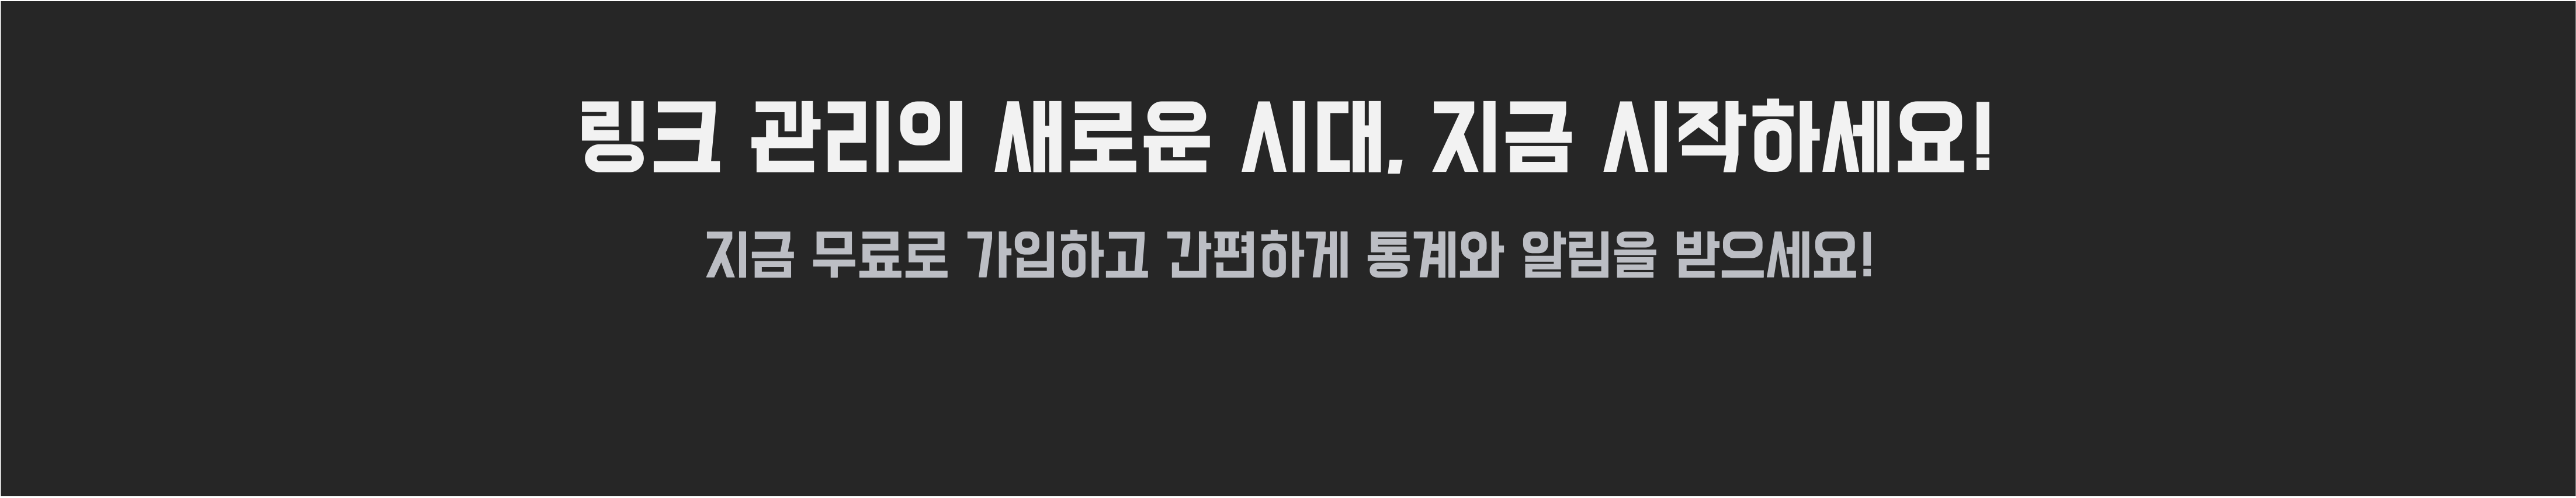 링크 관리의 새로운 시대, 지금 시작하세요!
지금 무료로 가입하고 간편하게 통계와 알림을 받으세요!